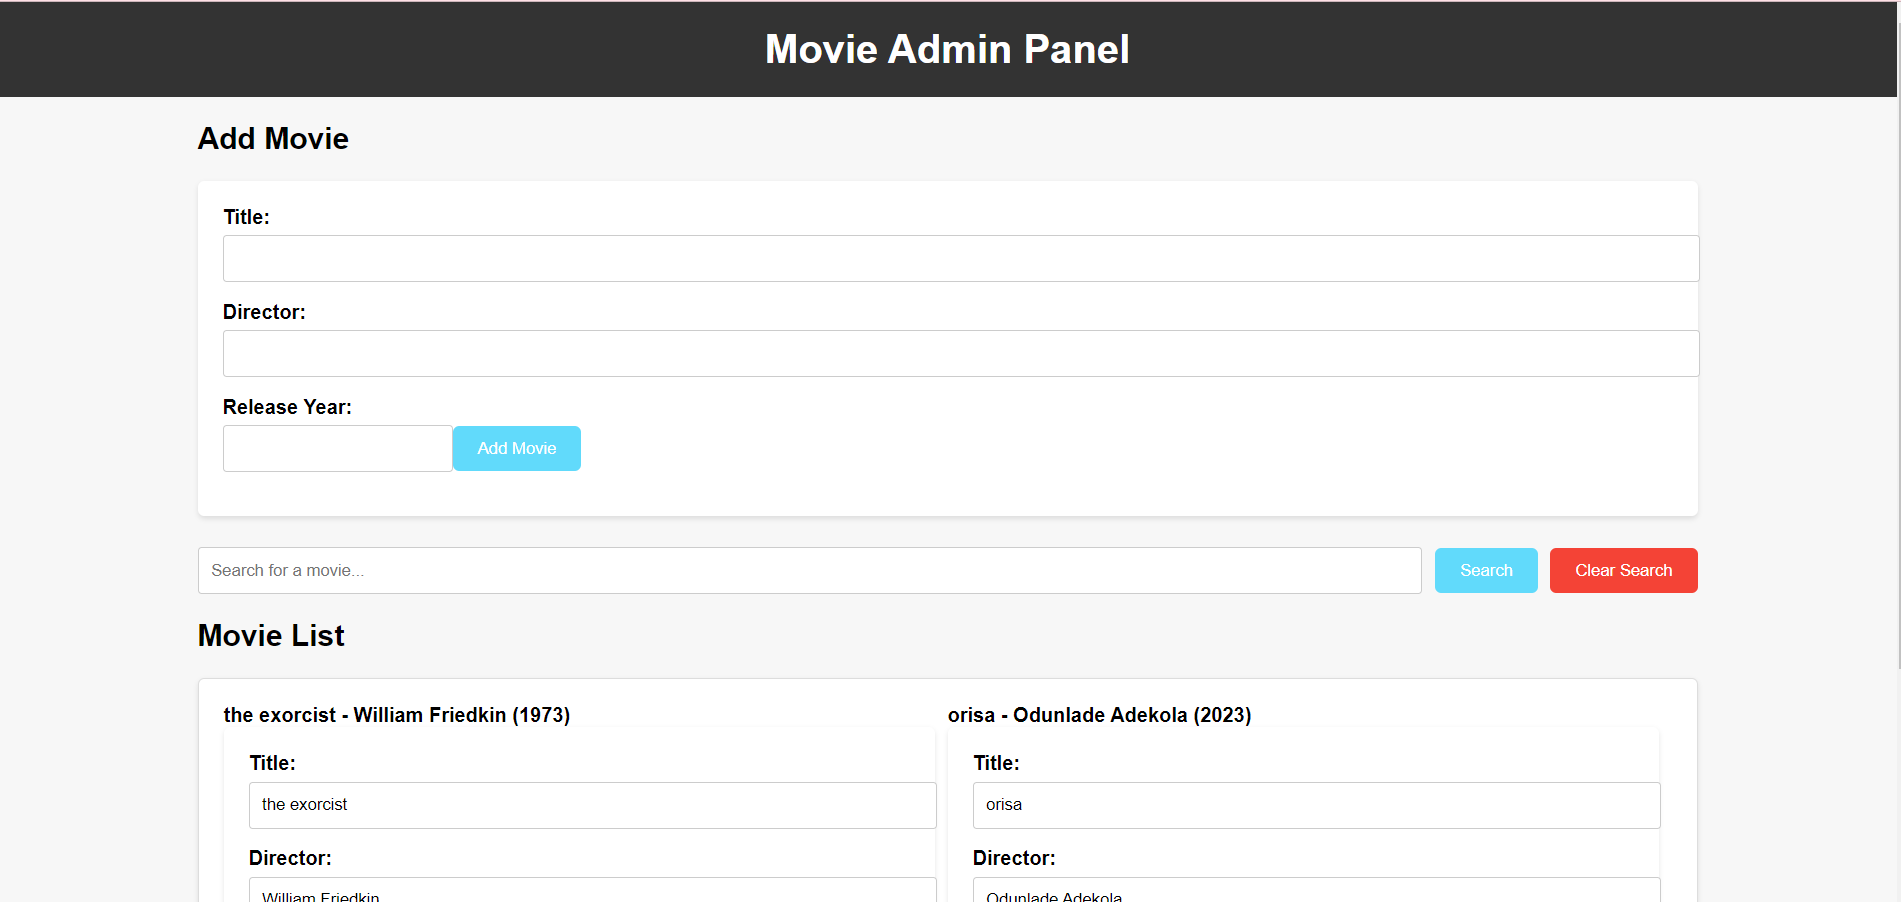 Movie Admin Panel
Add Movie
Title:
Director:
Release Year:
Add Movie
Search for a movie...
Search
Clear Search
Movie List
the exorcist - William Friedkin (1973)
Title:
the exorcist
Director:
William Friedkin
orisa - Odunlade Adekola (2023)
Title:
orisa
Director:
Odunlade Adekola